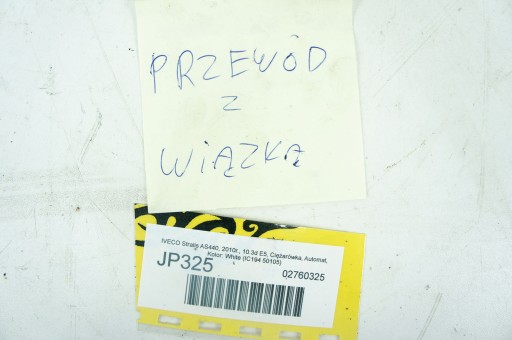 PRZEWÓD
Z
WIĄZKĄ
IVECO Stralis AS440, 2010r., 10.3d E5, Ciężarówka, Automat,
Kolor: White (IC194 50105)
JP325
02760325